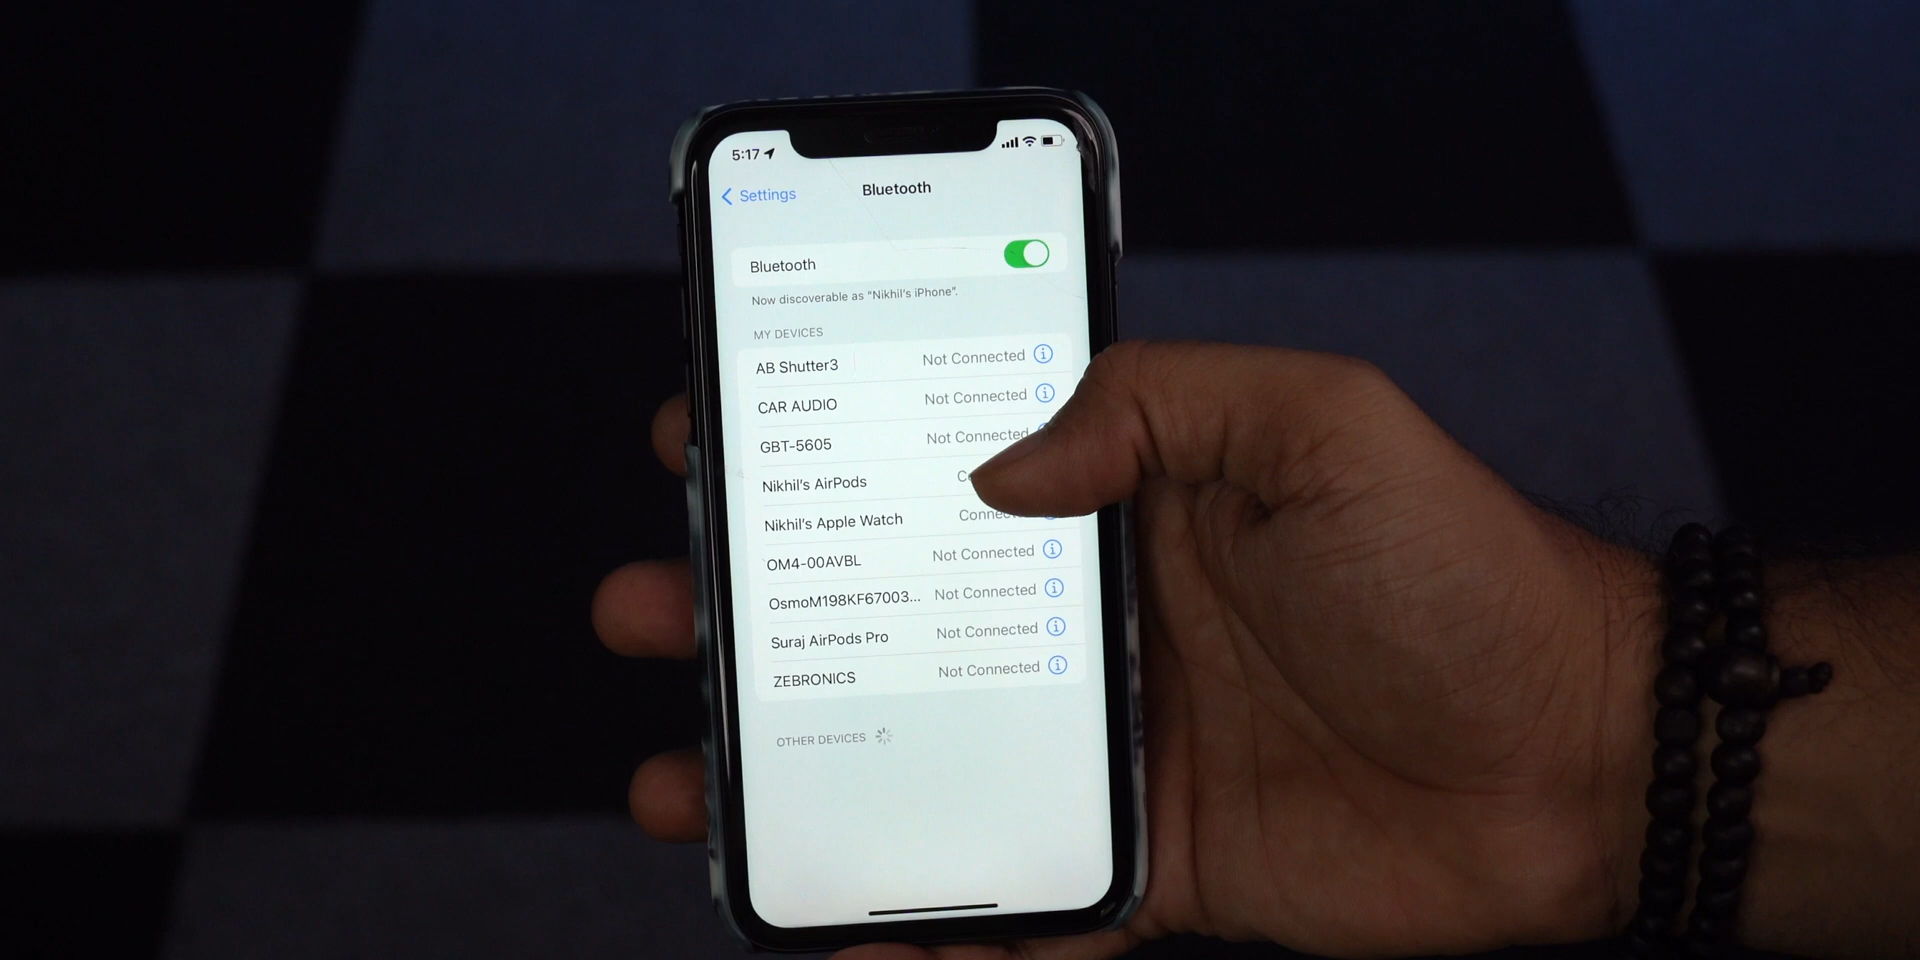 5:17
Settings
Bluetooth
Bluetooth
Now discoverable as “Nikhil’s iPhone”.
MY DEVICES
AB Shutter3 Not Connected
CAR AUDIO Not Connected
GBT-5605 Not Connected
Nikhil’s AirPods
Nikhil’s Apple Watch
OM4-00AVBL Not Connected
OsmoM198KF67003... Not Connected
Suraj AirPods Pro Not Connected
ZEBRONICS Not Connected
OTHER DEVICES